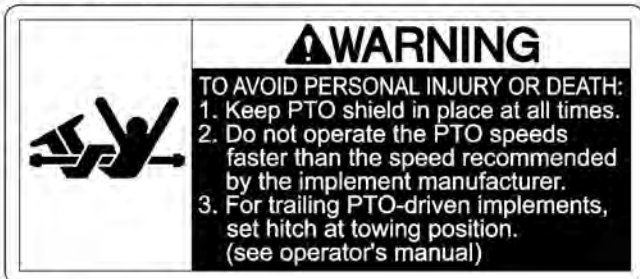 WARNING
TO AVOID PERSONAL INJURY OR DEATH:
1. Keep PTO shield in place at all times.
2. Do not operate the PTO speeds
faster than the speed recommended
by the implement manufacturer.
3. For trailing PTO-driven implements,
set hitch at towing position.
(see operator's manual)